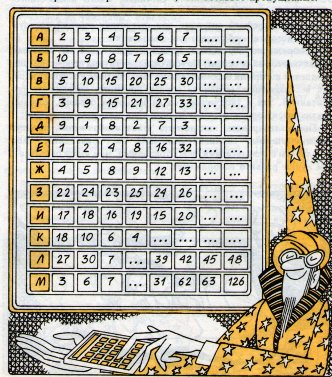 А 2 3 4 5 6 7 ... ...
Б 10 9 8 7 6 5 ... ...
В 5 10 15 20 25 30 ... ...
Г 3 9 15 21 27 33 ... ...
Д 9 1 8 2 7 3 ... ...
Е 1 2 4 8 16 32 ... ...
Ж 4 5 8 9 12 13 ... ...
З 22 24 23 25 24 26 ... ...
И 17 18 16 19 15 20 ... ...
К 18 10 6 4 ... ... ... ...
Л 27 30 7 ... 39 42 45 48
М 3 6 7 ... 31 62 63 126